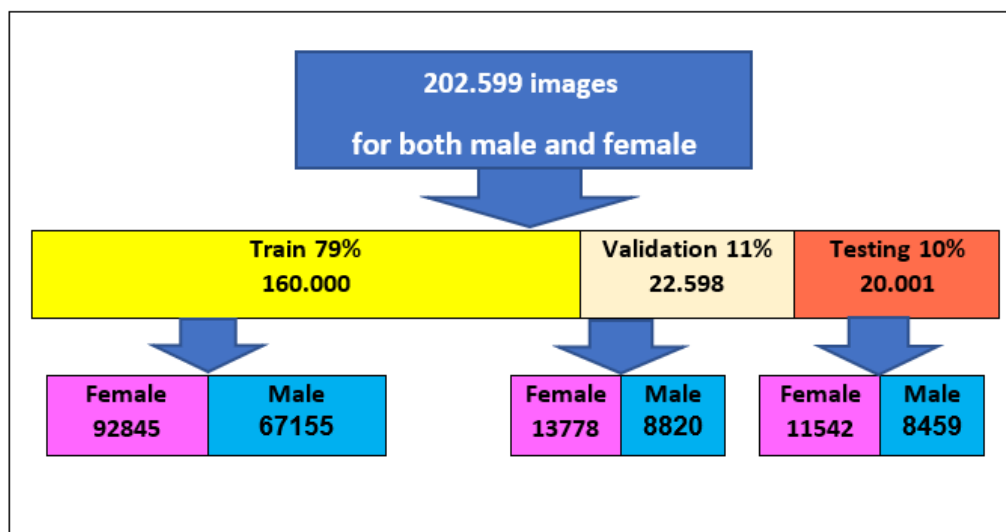 202.599 images
for both male and female
Train 79%
160.000
Validation 11%
22.598
Testing 10%
20.001
Female
92845
Male
67155
Female
13778
Male
8820
Female
11542
Male
8459